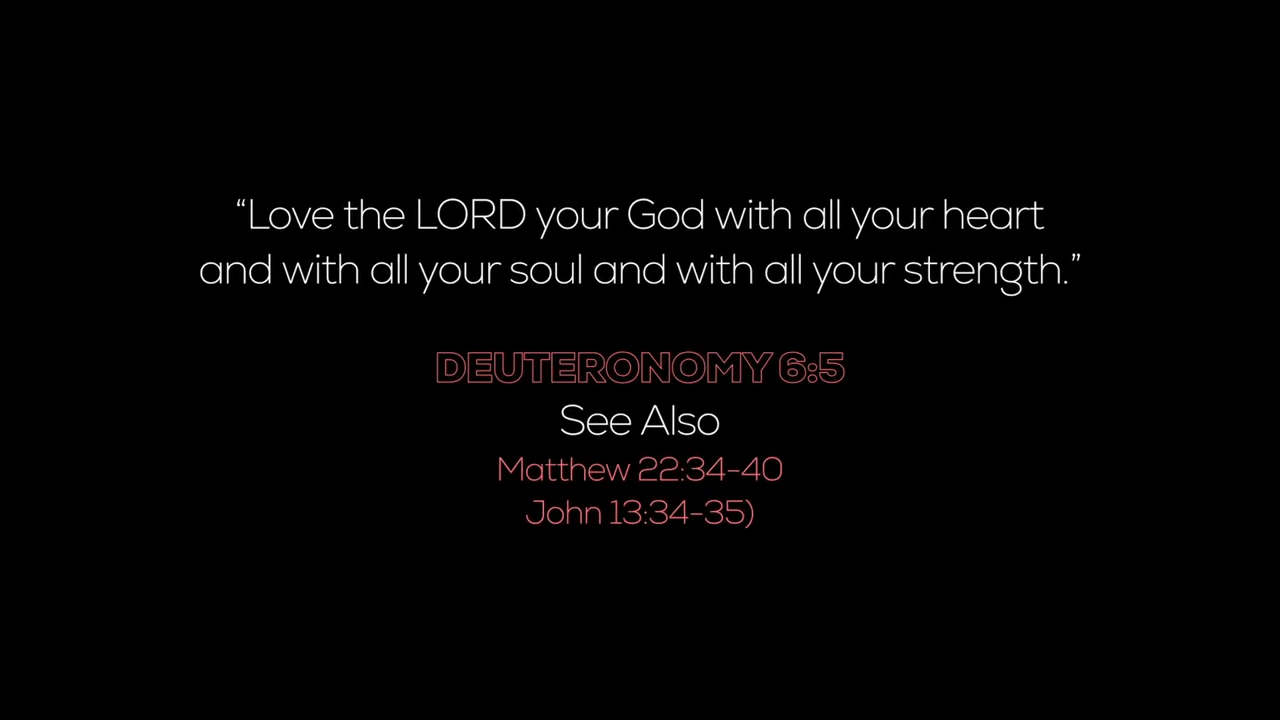 “Love the LORD your God with all your heart
and with all your soul and with all your strength.”
DEUTERONOMY 6:5
See Also
Matthew 22:34-40
John 13:34-35)